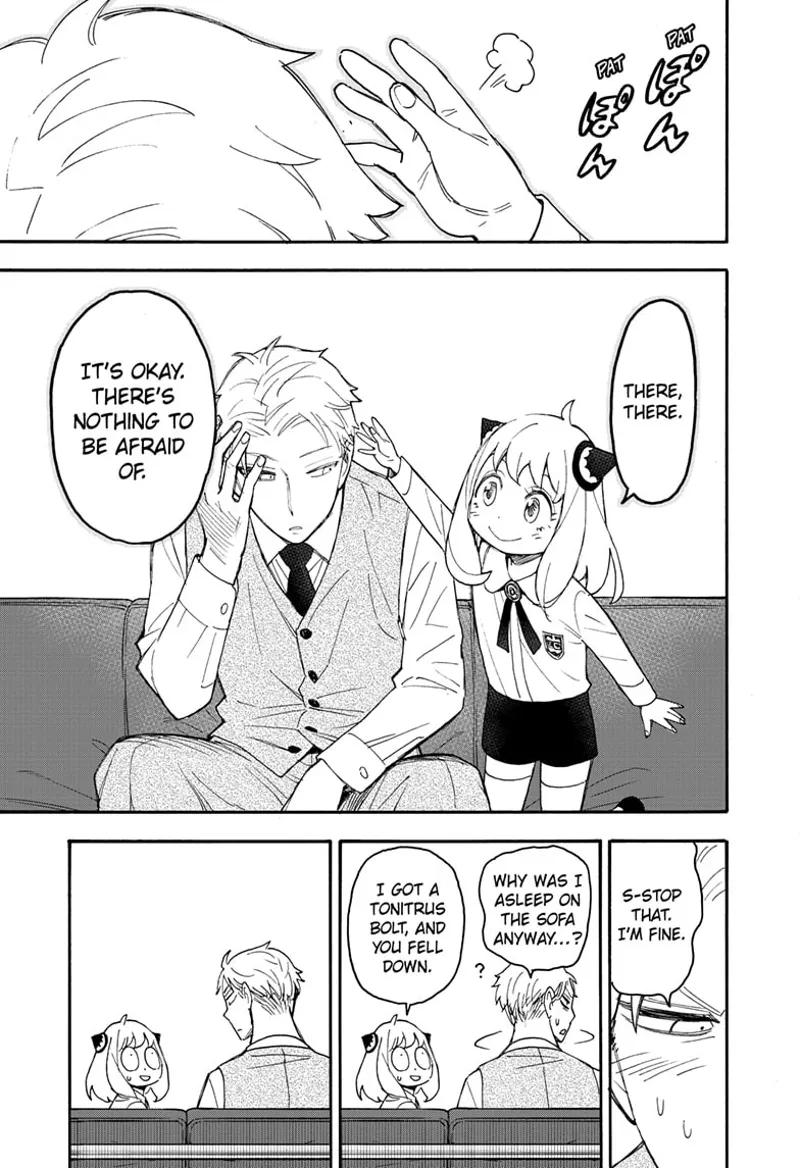 PAT
ぽん
PAT
ぽん
THERE,
THERE.
IT'S OKAY.
THERE'S
NOTHING TO
BE AFRAID
OF.
S-STOP
THAT.
I'M FINE.
WHY WAS I
ASLEEP ON
THE SOFA
ANYWAY...?
?
I GOT A
TONITRUS
BOLT, AND
YOU FELL
DOWN.